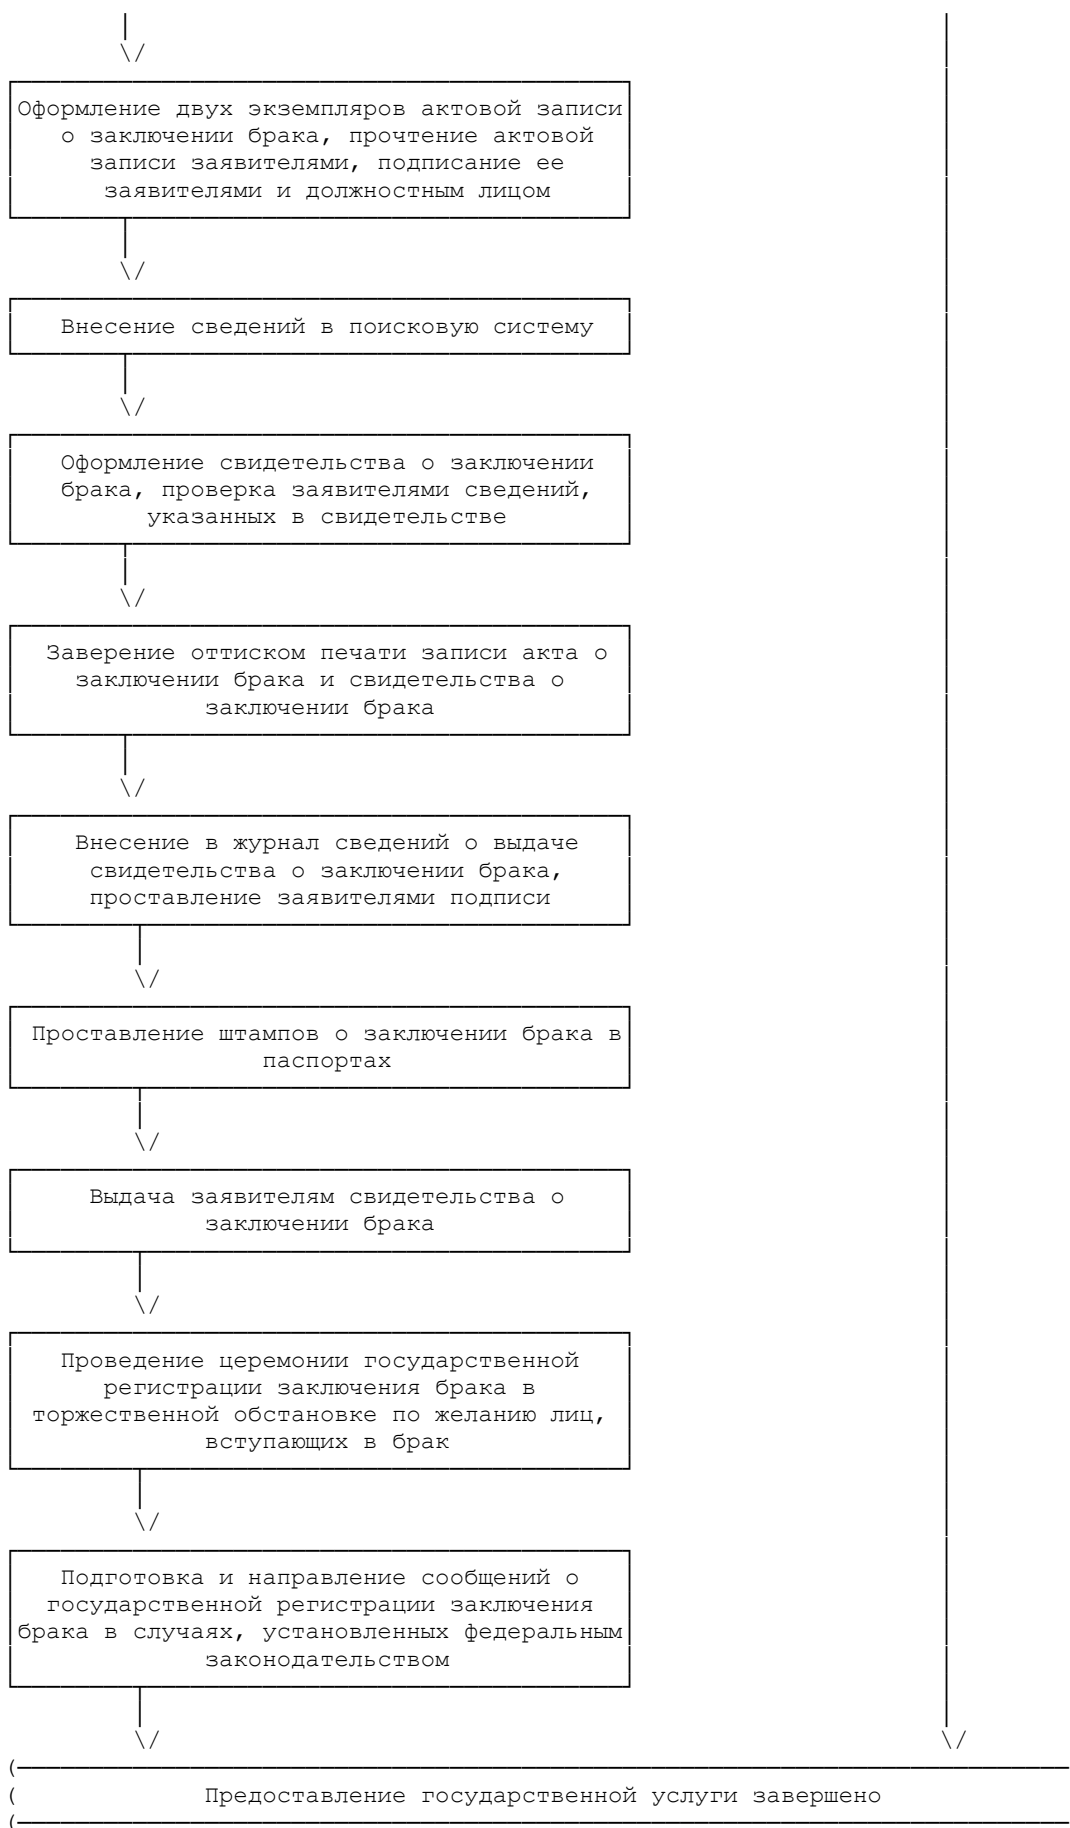 Оформление двух экземпляров актовой записи
о заключении брака, прочтение актовой
записи заявителями, подписание ее
заявителями и должностным лицом
Внесение сведений в поисковую систему
Оформление свидетельства о заключении
брака, проверка заявителями сведений,
указанных в свидетельстве
Заверение оттиском печати записи акта о
заключении брака и свидетельства о
заключении брака
Внесение в журнал сведений о выдаче
свидетельства о заключении брака,
проставление заявителями подписи
Проставление штампов о заключении брака в
паспортах
Выдача заявителям свидетельства о
заключении брака
Проведение церемонии государственной
регистрации заключения брака в
торжественной обстановке по желанию лиц,
вступающих в брак
Подготовка и направление сообщений о
государственной регистрации заключения
брака в случаях, установленных федеральным
законодательством
Предоставление государственной услуги завершено